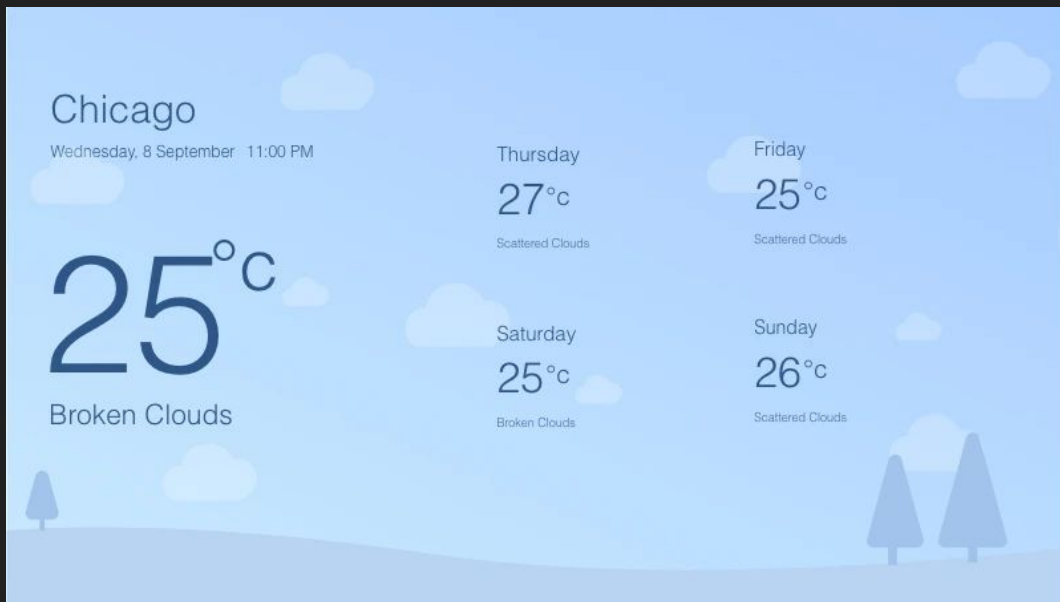 Chicago
Wednesday, 8 September 11:00 PM
25°C
Broken Clouds
Thursday
27°C
Scattered Clouds
Friday
25°C
Scattered Clouds
Saturday
25°C
Broken Clouds
Sunday
26°C
Scattered Clouds